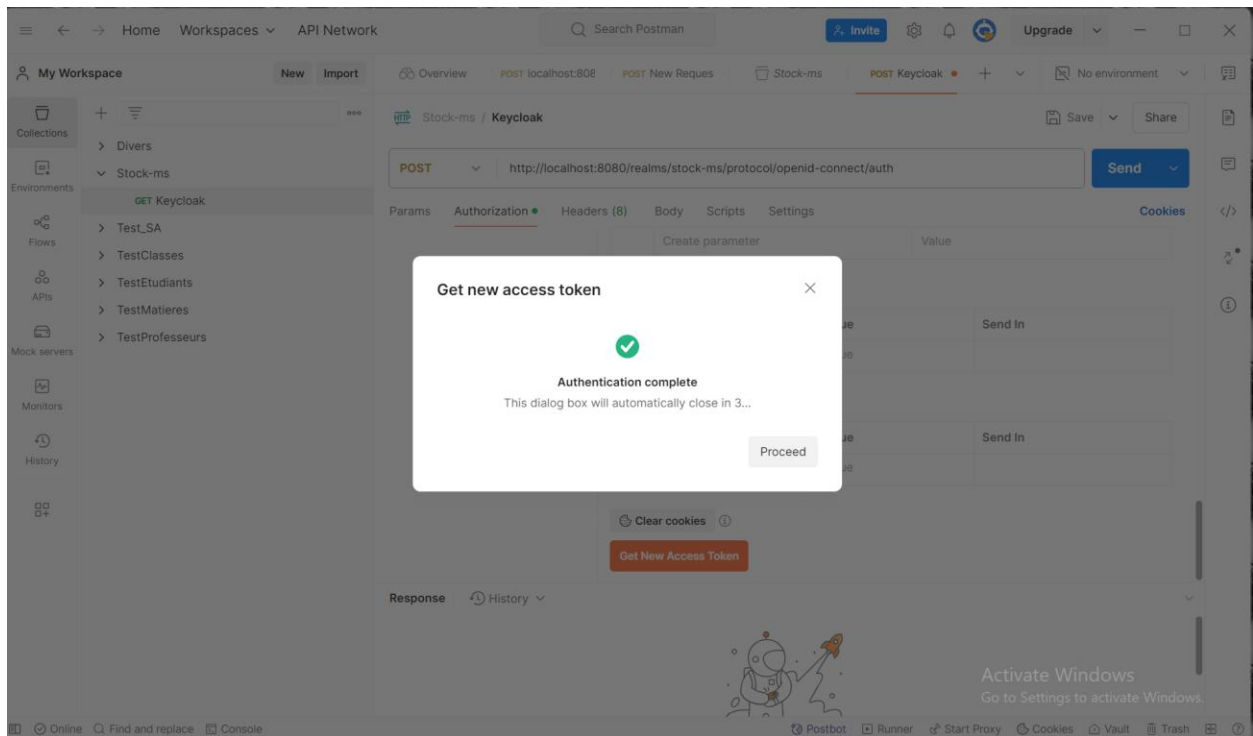 Home Workspaces API Network Search Postman Invite Upgrade
My Workspace New Import Overview POST localhost:808 POST New Reques Stock-ms POST Keycloak No environment
Collections
Environments
Flows
APIs
Mock servers
Monitors
History
Divers
Stock-ms
GET Keycloak
Test_SA
TestClasses
TestEtudiants
TestMatieres
TestProfesseurs
HTTP Stock-ms / Keycloak Save Share
POST http://localhost:8080/realms/stock-ms/protocol/openid-connect/auth Send
Params Authorization Headers (8) Body Scripts Settings Cookies
Create parameter Value
Get new access token
Authentication complete
This dialog box will automatically close in 3...
Proceed
Send In
Send In
Clear cookies
Get New Access Token
Response History
Activate Windows
Go to Settings to activate Windows.
Online Find and replace Console Postbot Runner Start Proxy Cookies Vault Trash